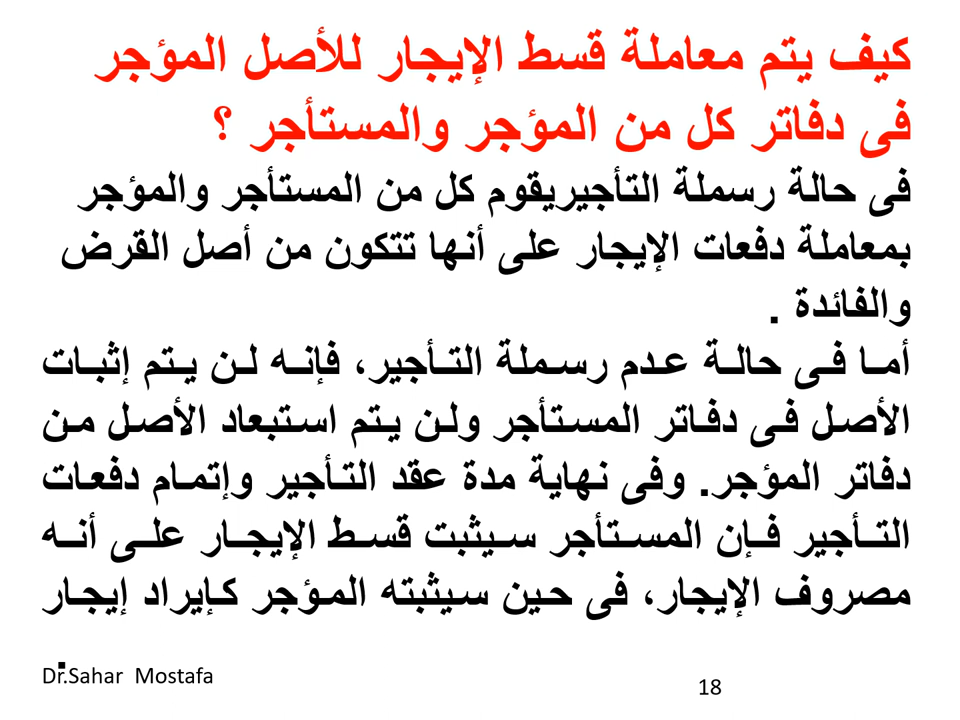 كيف يتم معاملة قسط الإيجار للأصل المؤجر
فى دفاتر كل من المؤجر والمستأجر ؟
فى حالة رسملة التأجيريقوم كل من المستأجر والمؤجر
بمعاملة دفعات الإيجار على أنها تتكون من أصل القرض
والفائدة .
أما فى حالة عدم رسملة التأجير، فإنه لن يتم إثبات
الأصل فى دفاتر المستأجر ولن يتم استبعاد الأصل من
دفاتر المؤجر. وفى نهاية مدة عقد التأجير وإتمام دفعات
التأجير فإن المستأجر سيثبت قسط الإيجار على أنه
مصروف الإيجار، فى حين سيثبته المؤجر كإيراد إيجار
.
Dr.Sahar Mostafa
18